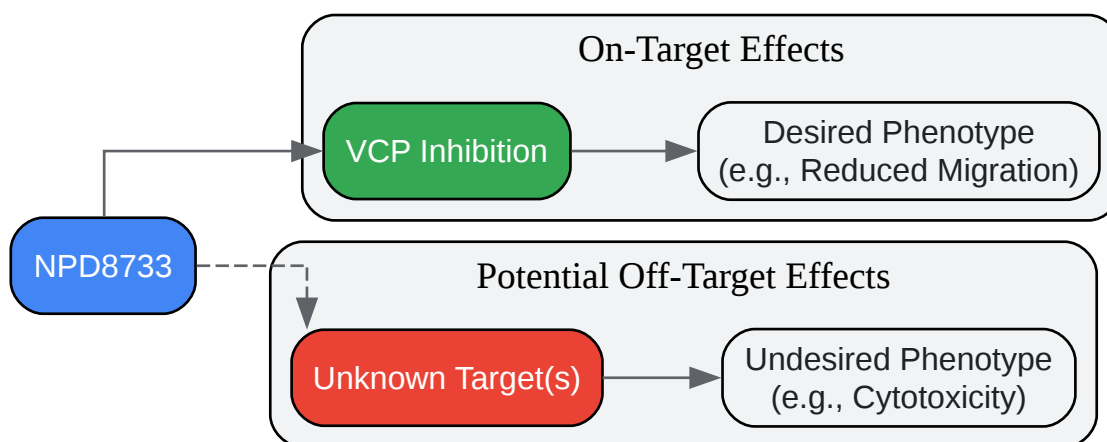 On-Target Effects
VCP Inhibition
Desired Phenotype
(e.g., Reduced Migration)
NPD8733
Potential Off-Target Effects
Unknown Target(s)
Undesired Phenotype
(e.g., Cytotoxicity)